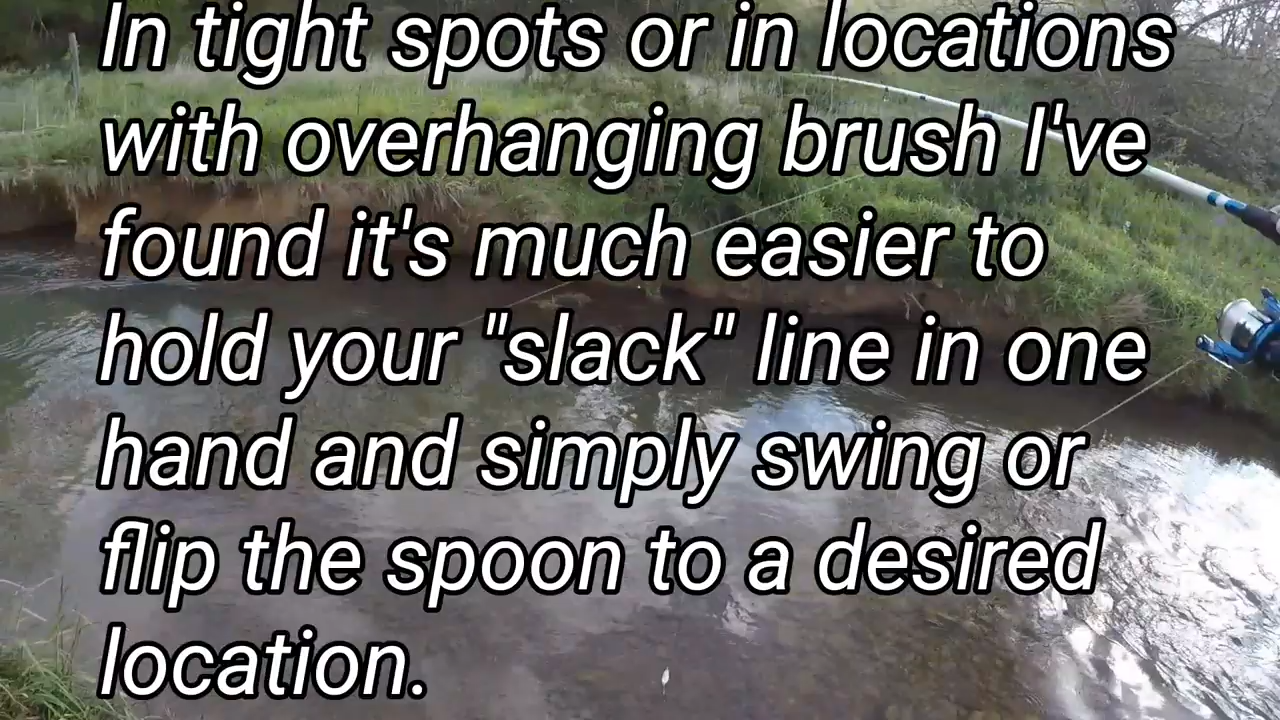 In tight spots or in locations
with overhanging brush I've
found it's much easier to
hold your "slack" line in one
hand and simply swing or
flip the spoon to a desired
location.